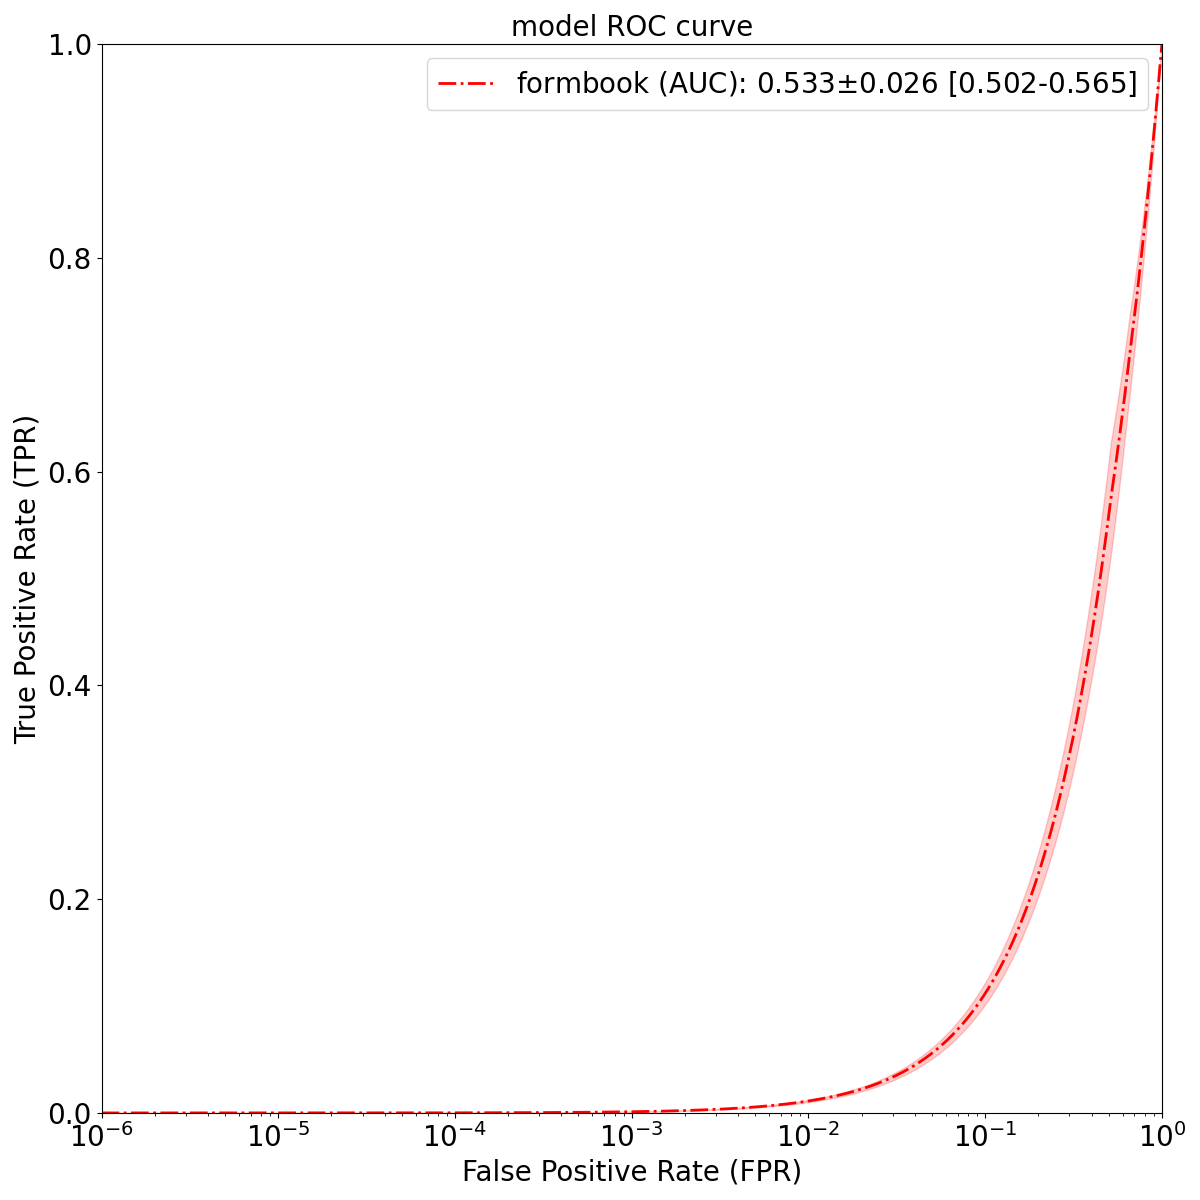 model ROC curve
formbook (AUC): 0.533±0.026 [0.502-0.565]
True Positive Rate (TPR)
1.0
0.8
0.6
0.4
0.2
0.0
10⁻⁶ 10⁻⁵ 10⁻⁴ 10⁻³ 10⁻² 10⁻¹ 10⁰
False Positive Rate (FPR)